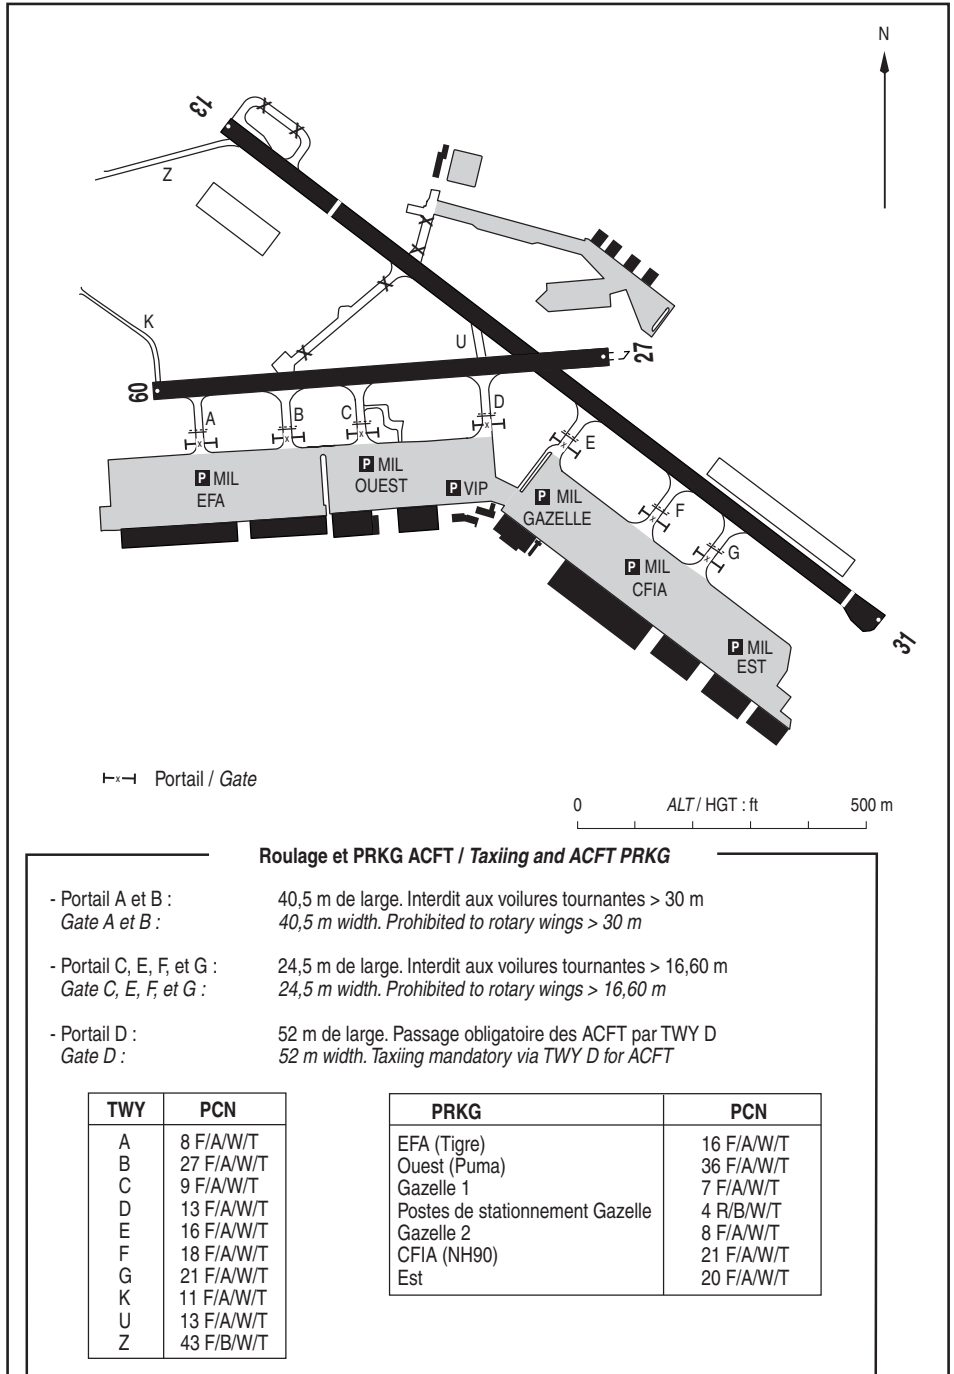 N
13
Z
K
U
27
09
A
B
C
D
E
F
G
P MIL
EFA
P MIL
OUEST
P VIP
P MIL
GAZELLE
P MIL
CFIA
P MIL
EST
31
Portail / Gate
0 ALT / HGT : ft 500 m
Roulage et PRKG ACFT / Taxiing and ACFT PRKG
- Portail A et B : 40,5 m de large. Interdit aux voilures tournantes > 30 m
Gate A et B : 40,5 m width. Prohibited to rotary wings > 30 m
- Portail C, E, F, et G : 24,5 m de large. Interdit aux voilures tournantes > 16,60 m
Gate C, E, F, et G : 24,5 m width. Prohibited to rotary wings > 16,60 m
- Portail D : 52 m de large. Passage obligatoire des ACFT par TWY D
Gate D : 52 m width. Taxiing mandatory via TWY D for ACFT
TWY PCN
A 8 F/A/W/T
B 27 F/A/W/T
C 9 F/A/W/T
D 13 F/A/W/T
E 16 F/A/W/T
F 18 F/A/W/T
G 21 F/A/W/T
K 11 F/A/W/T
U 13 F/A/W/T
Z 43 F/B/W/T
PRKG PCN
EFA (Tigre) 16 F/A/W/T
Ouest (Puma) 36 F/A/W/T
Gazelle 1 7 F/A/W/T
Postes de stationnement Gazelle 4 R/B/W/T
Gazelle 2 8 F/A/W/T
CFIA (NH90) 21 F/A/W/T
Est 20 F/A/W/T